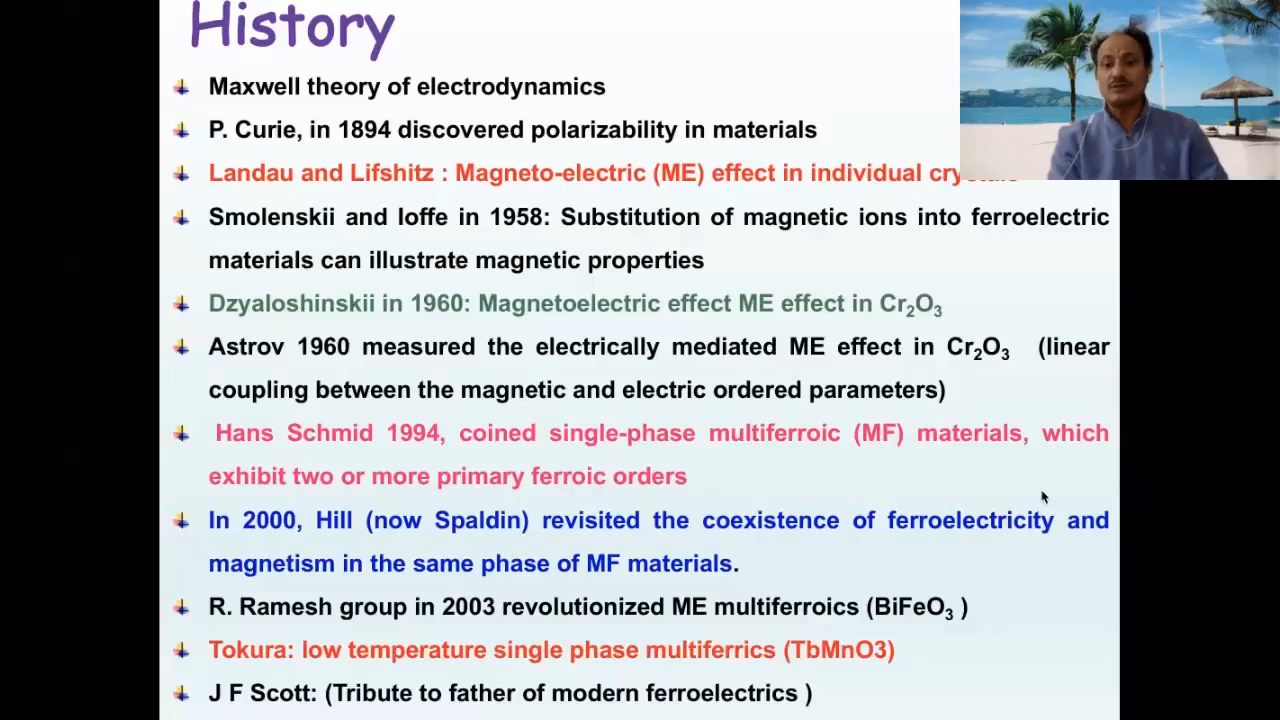 History
Maxwell theory of electrodynamics
P. Curie, in 1894 discovered polarizability in materials
Landau and Lifshitz : Magneto-electric (ME) effect in individual
Smolenskii and Ioffe in 1958: Substitution of magnetic ions into ferroelectric
materials can illustrate magnetic properties
Dzyaloshinskii in 1960: Magnetoelectric effect ME effect in Cr₂O₃
Astrov 1960 measured the electrically mediated ME effect in Cr₂O₃ (linear
coupling between the magnetic and electric ordered parameters)
Hans Schmid 1994, coined single-phase multiferroic (MF) materials, which
exhibit two or more primary ferroic orders
In 2000, Hill (now Spaldin) revisited the coexistence of ferroelectricity and
magnetism in the same phase of MF materials.
R. Ramesh group in 2003 revolutionized ME multiferroics (BiFeO₃ )
Tokura: low temperature single phase multiferrics (TbMnO3)
J F Scott: (Tribute to father of modern ferroelectrics )